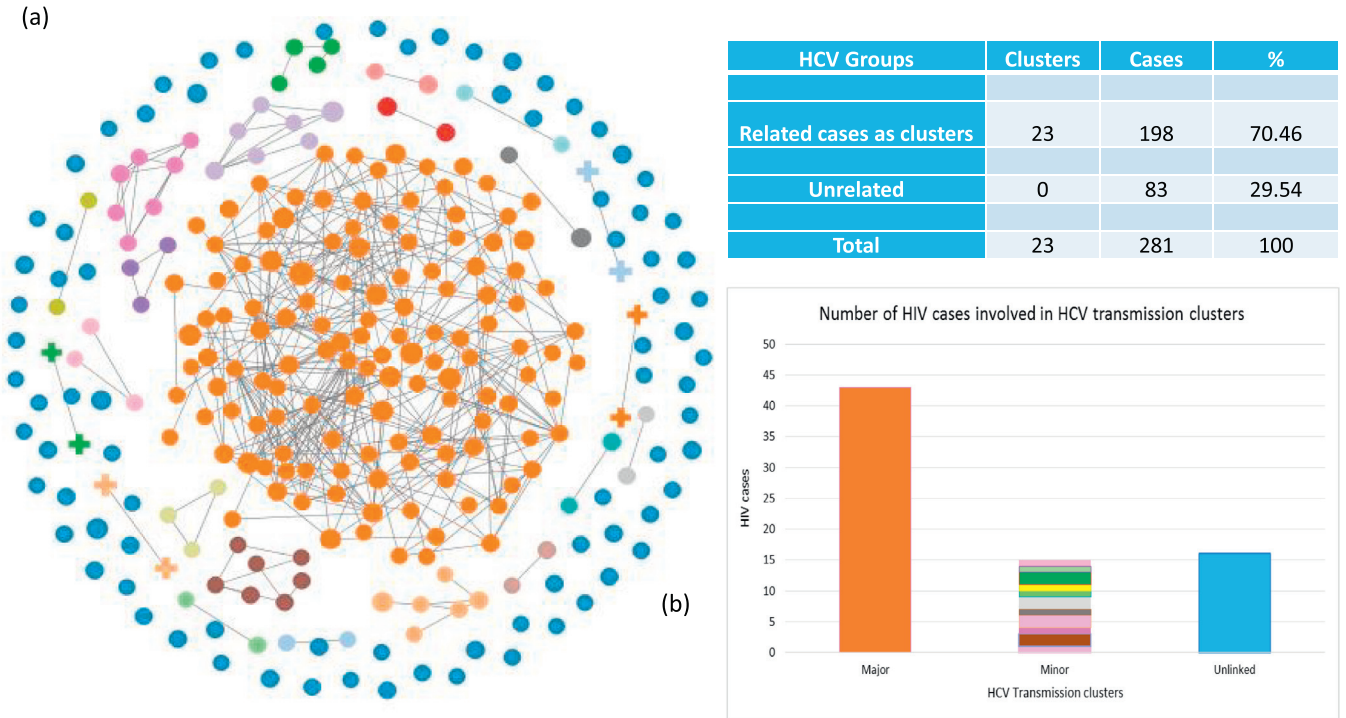 (a)
HCV Groups Clusters Cases %
Related cases as clusters 23 198 70.46
Unrelated 0 83 29.54
Total 23 281 100
(b)
Number of HIV cases involved in HCV transmission clusters
50
45
40
35
30
25
20
15
10
5
0
HIV cases
Major Minor Unlinked
HCV Transmission clusters